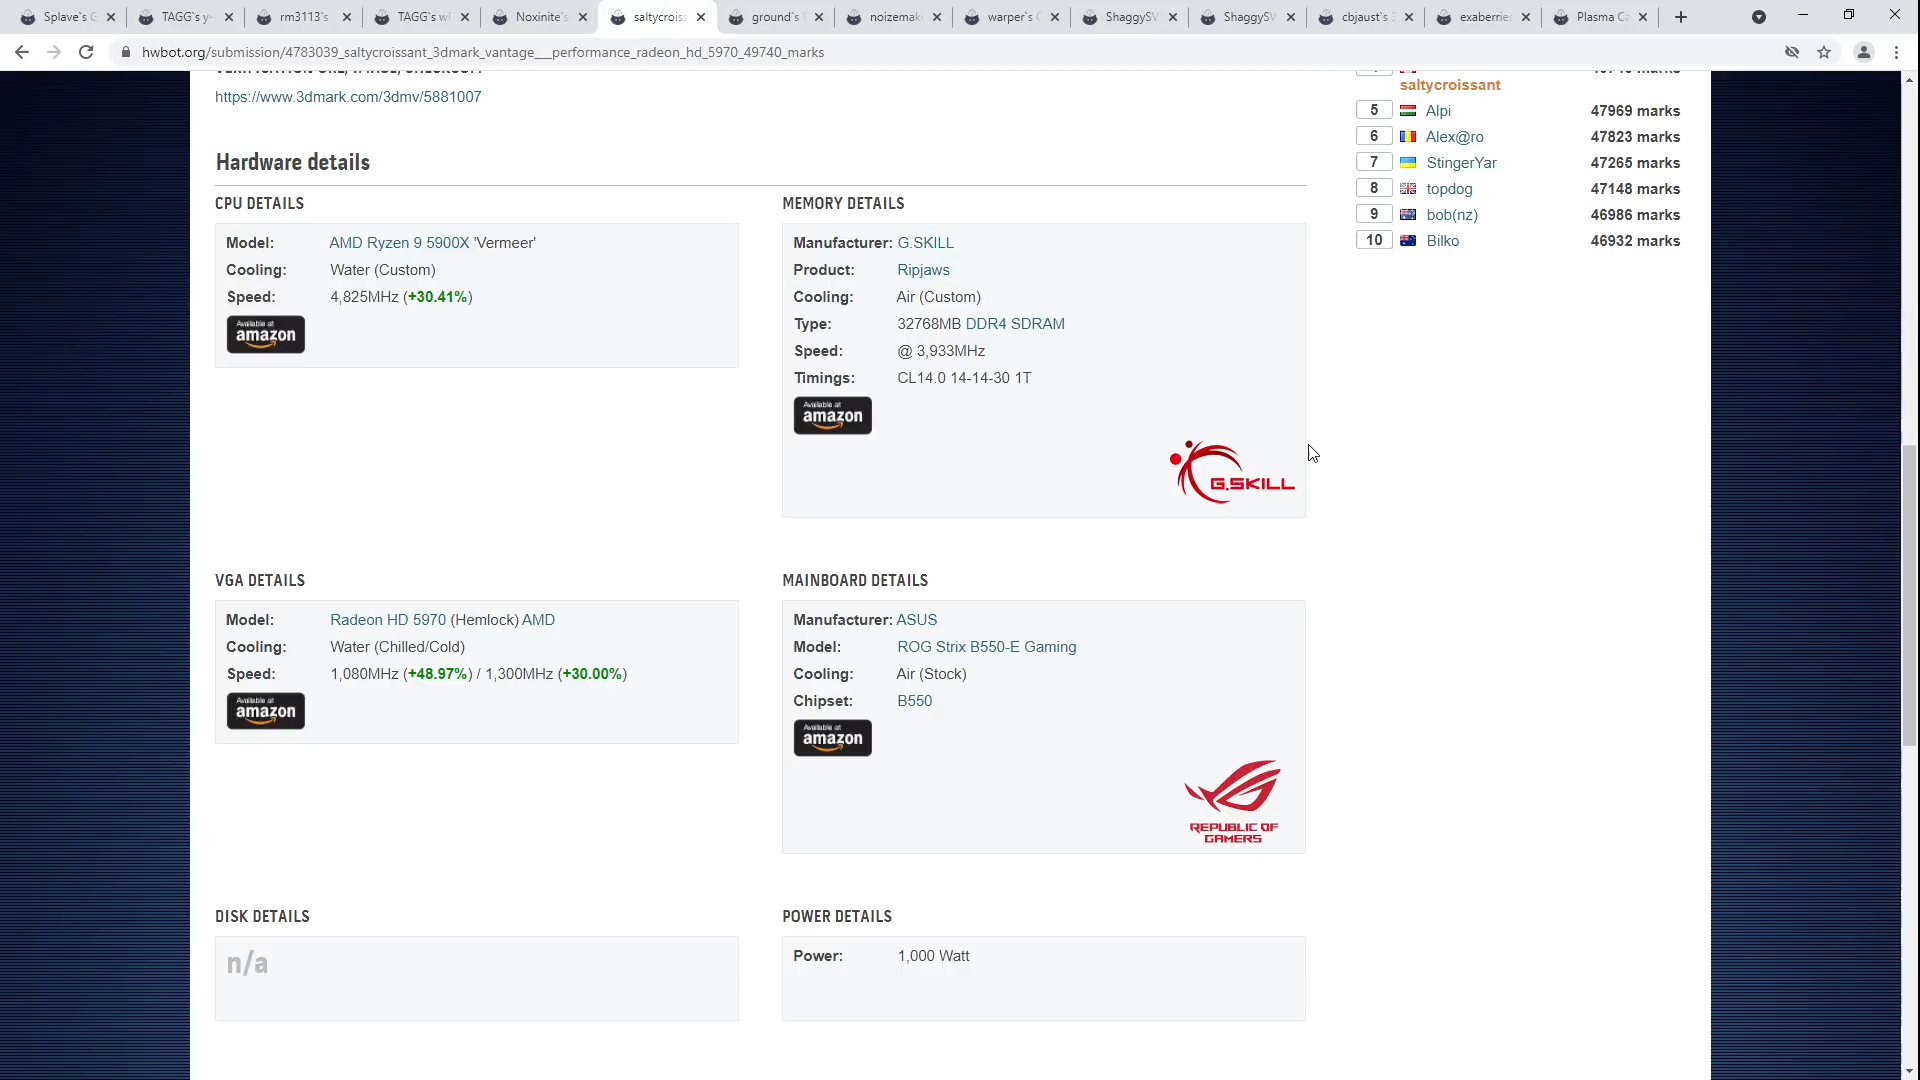 Splave`s G
TAGG`s y-
rm3113`s
TAGG`s wl
Noxinite`s
saltycrois
ground`s
noizemak
warper`s
ShaggySV
ShaggySV
cbjaust`s
exaberrie
Plasma C
hwbot.org/submission/4783039_saltycroissant_3dmark_vantage___performance_radeon_hd_5970_49740_marks
https://www.3dmark.com/3dmv/5881007
Hardware details
CPU DETAILS
Model: AMD Ryzen 9 5900X 'Vermeer'
Cooling: Water (Custom)
Speed: 4,825MHz (+30.41%)
Available at
amazon
MEMORY DETAILS
Manufacturer: G.SKILL
Product: Ripjaws
Cooling: Air (Custom)
Type: 32768MB DDR4 SDRAM
Speed: @ 3,933MHz
Timings: CL14.0 14-14-30 1T
Available at
amazon
G.SKILL
VGA DETAILS
Model: Radeon HD 5970 (Hemlock) AMD
Cooling: Water (Chilled/Cold)
Speed: 1,080MHz (+48.97%) / 1,300MHz (+30.00%)
Available at
amazon
MAINBOARD DETAILS
Manufacturer: ASUS
Model: ROG Strix B550-E Gaming
Cooling: Air (Stock)
Chipset: B550
Available at
amazon
REPUBLIC OF
GAMERS
DISK DETAILS
n/a
POWER DETAILS
Power: 1,000 Watt
saltycroissant
5 Alpi 47969 marks
6 Alex@ro 47823 marks
7 StingerYar 47265 marks
8 topdog 47148 marks
9 bob(nz) 46986 marks
10 Bilko 46932 marks